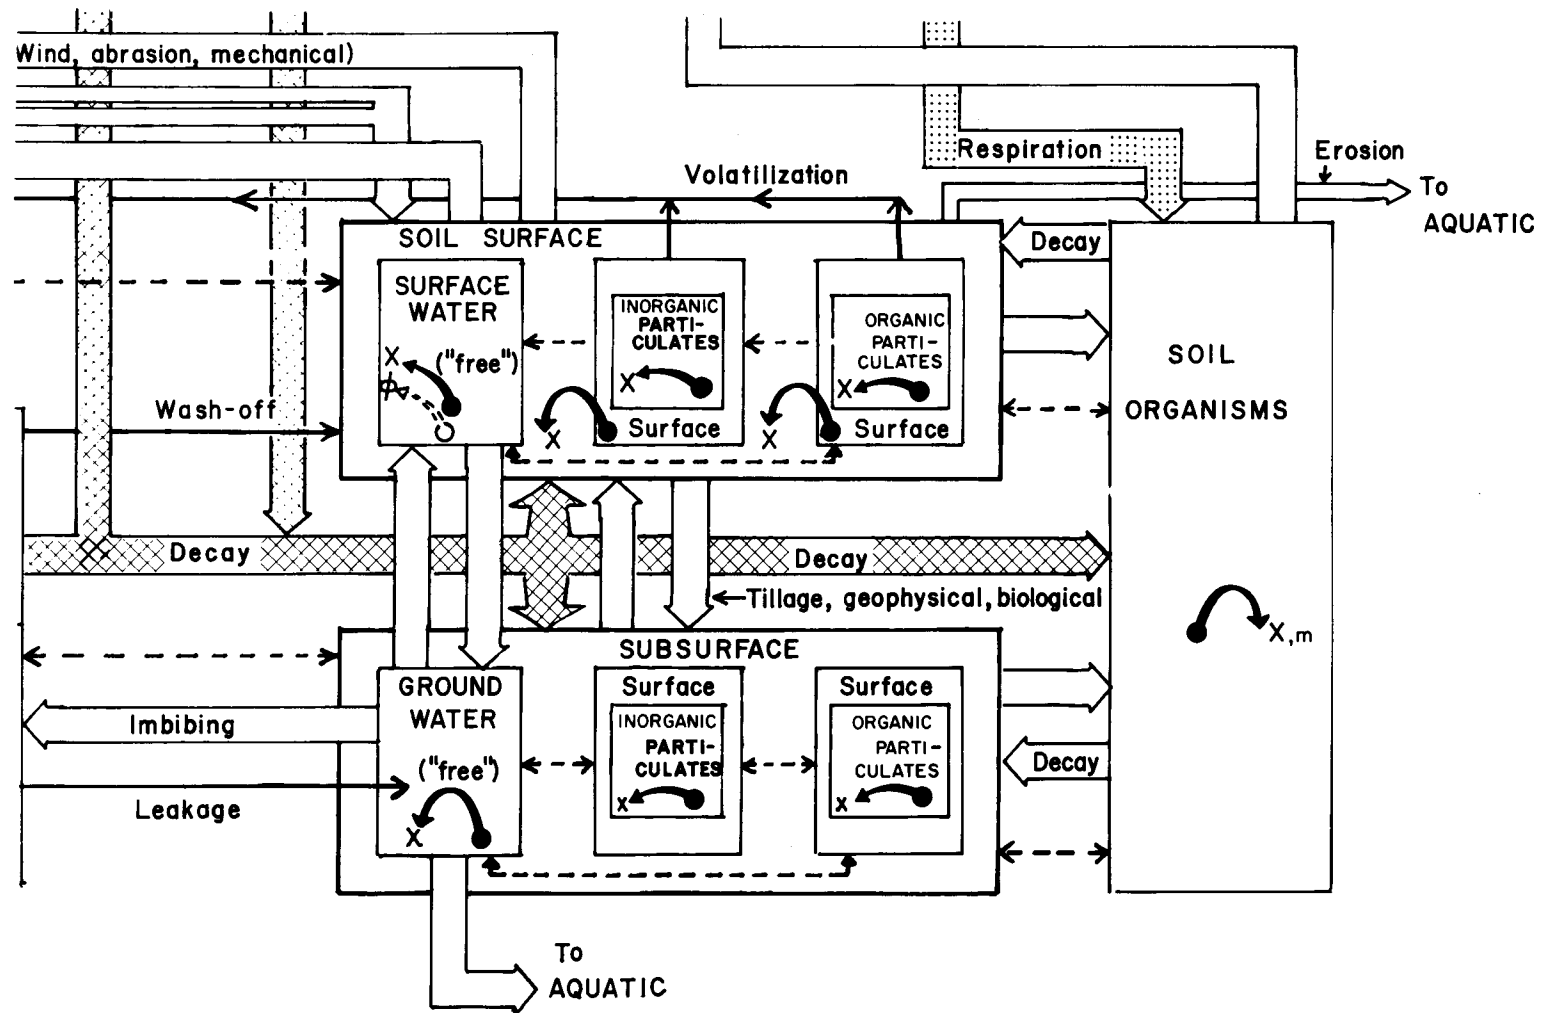 Wind, abrasion, mechanical)
Respiration
Erosion
To
AQUATIC
Volatilization
SOIL SURFACE
Decay
SURFACE
WATER
("free")
X
ϕ
INORGANIC
PARTI-
CULATES
X
Surface
X
ORGANIC
PARTI-
CULATES
X
Surface
X
SOIL
ORGANISMS
Wash-off
Decay
Decay
Tillage, geophysical, biological
X,m
SUBSURFACE
GROUND
WATER
("free")
X
Surface
INORGANIC
PARTI-
CULATES
X
Surface
ORGANIC
PARTI-
CULATES
X
Imbibing
Leakage
Decay
To
AQUATIC